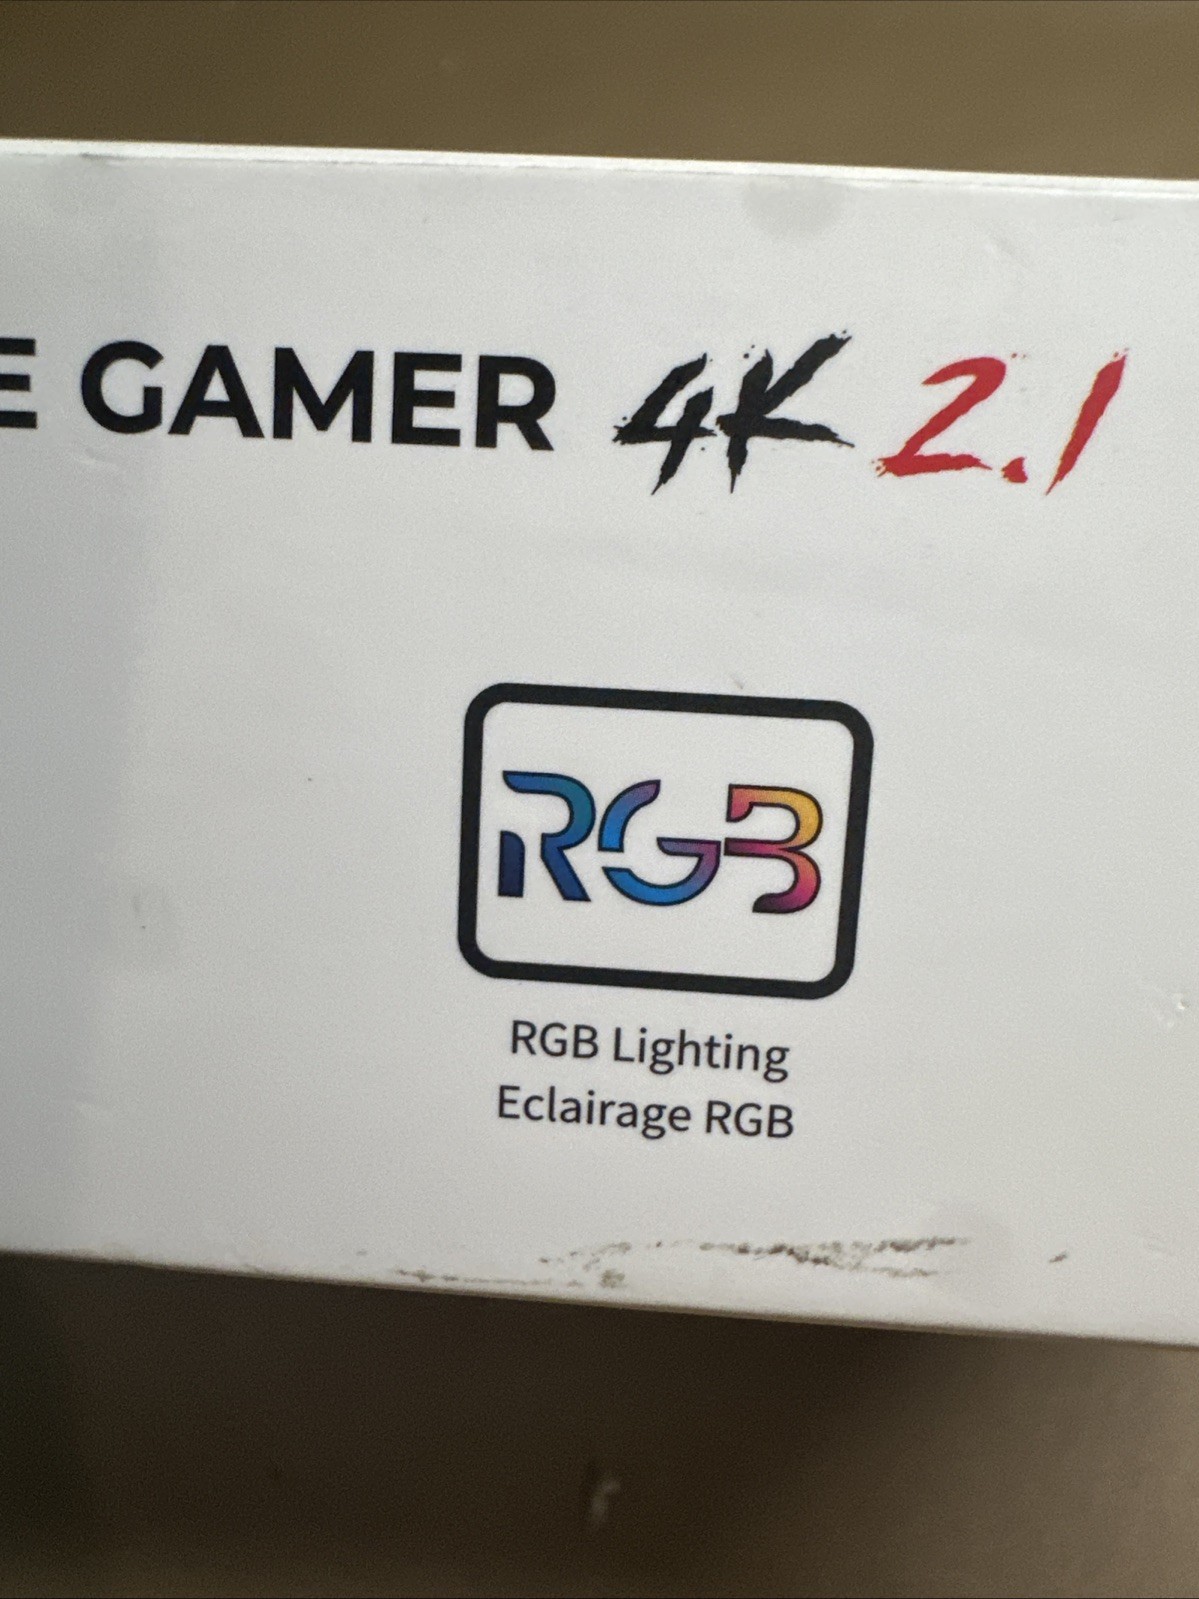 E GAMER 4K 2.1
RGB
RGB Lighting
Eclairage RGB